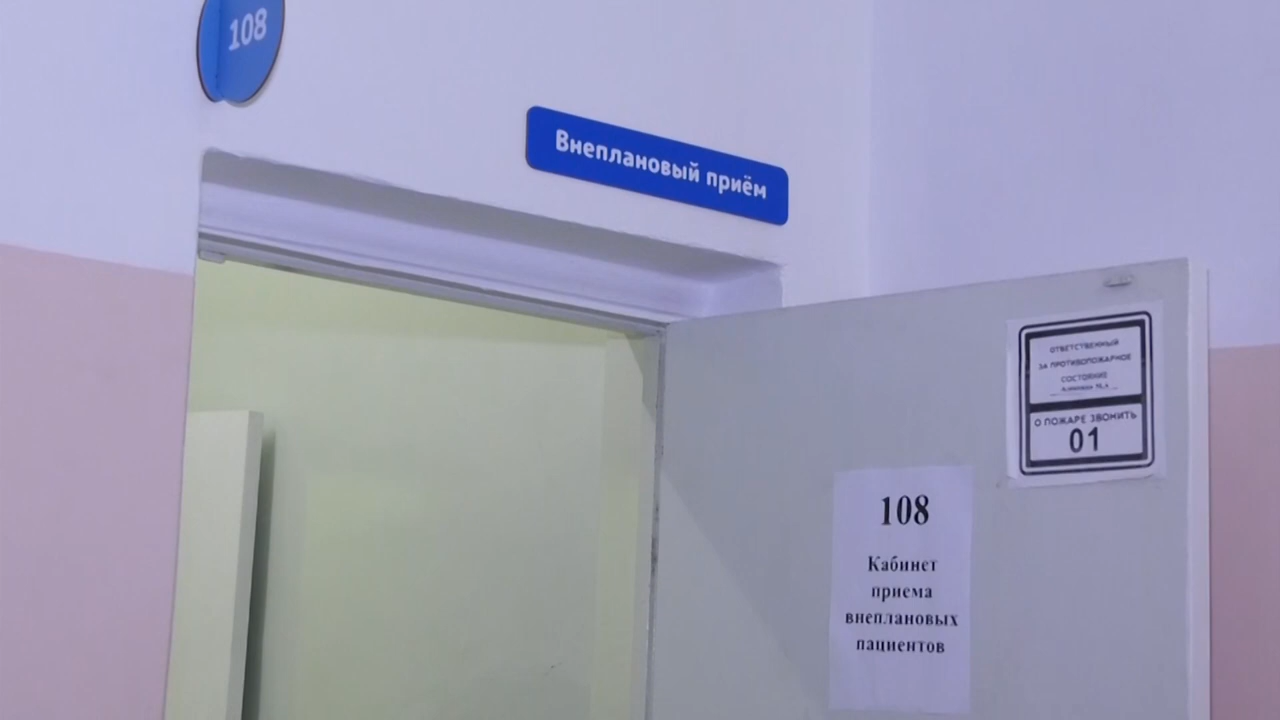 108
Внеплановый приём
ОТВЕТСТВЕННЫЙ
ЗА ПРОТИВОПОЖАРНОЕ
СОСТОЯНИЕ
О ПОЖАРЕ ЗВОНИТЬ
01
108
Кабинет
приема
внеплановых
пациентов